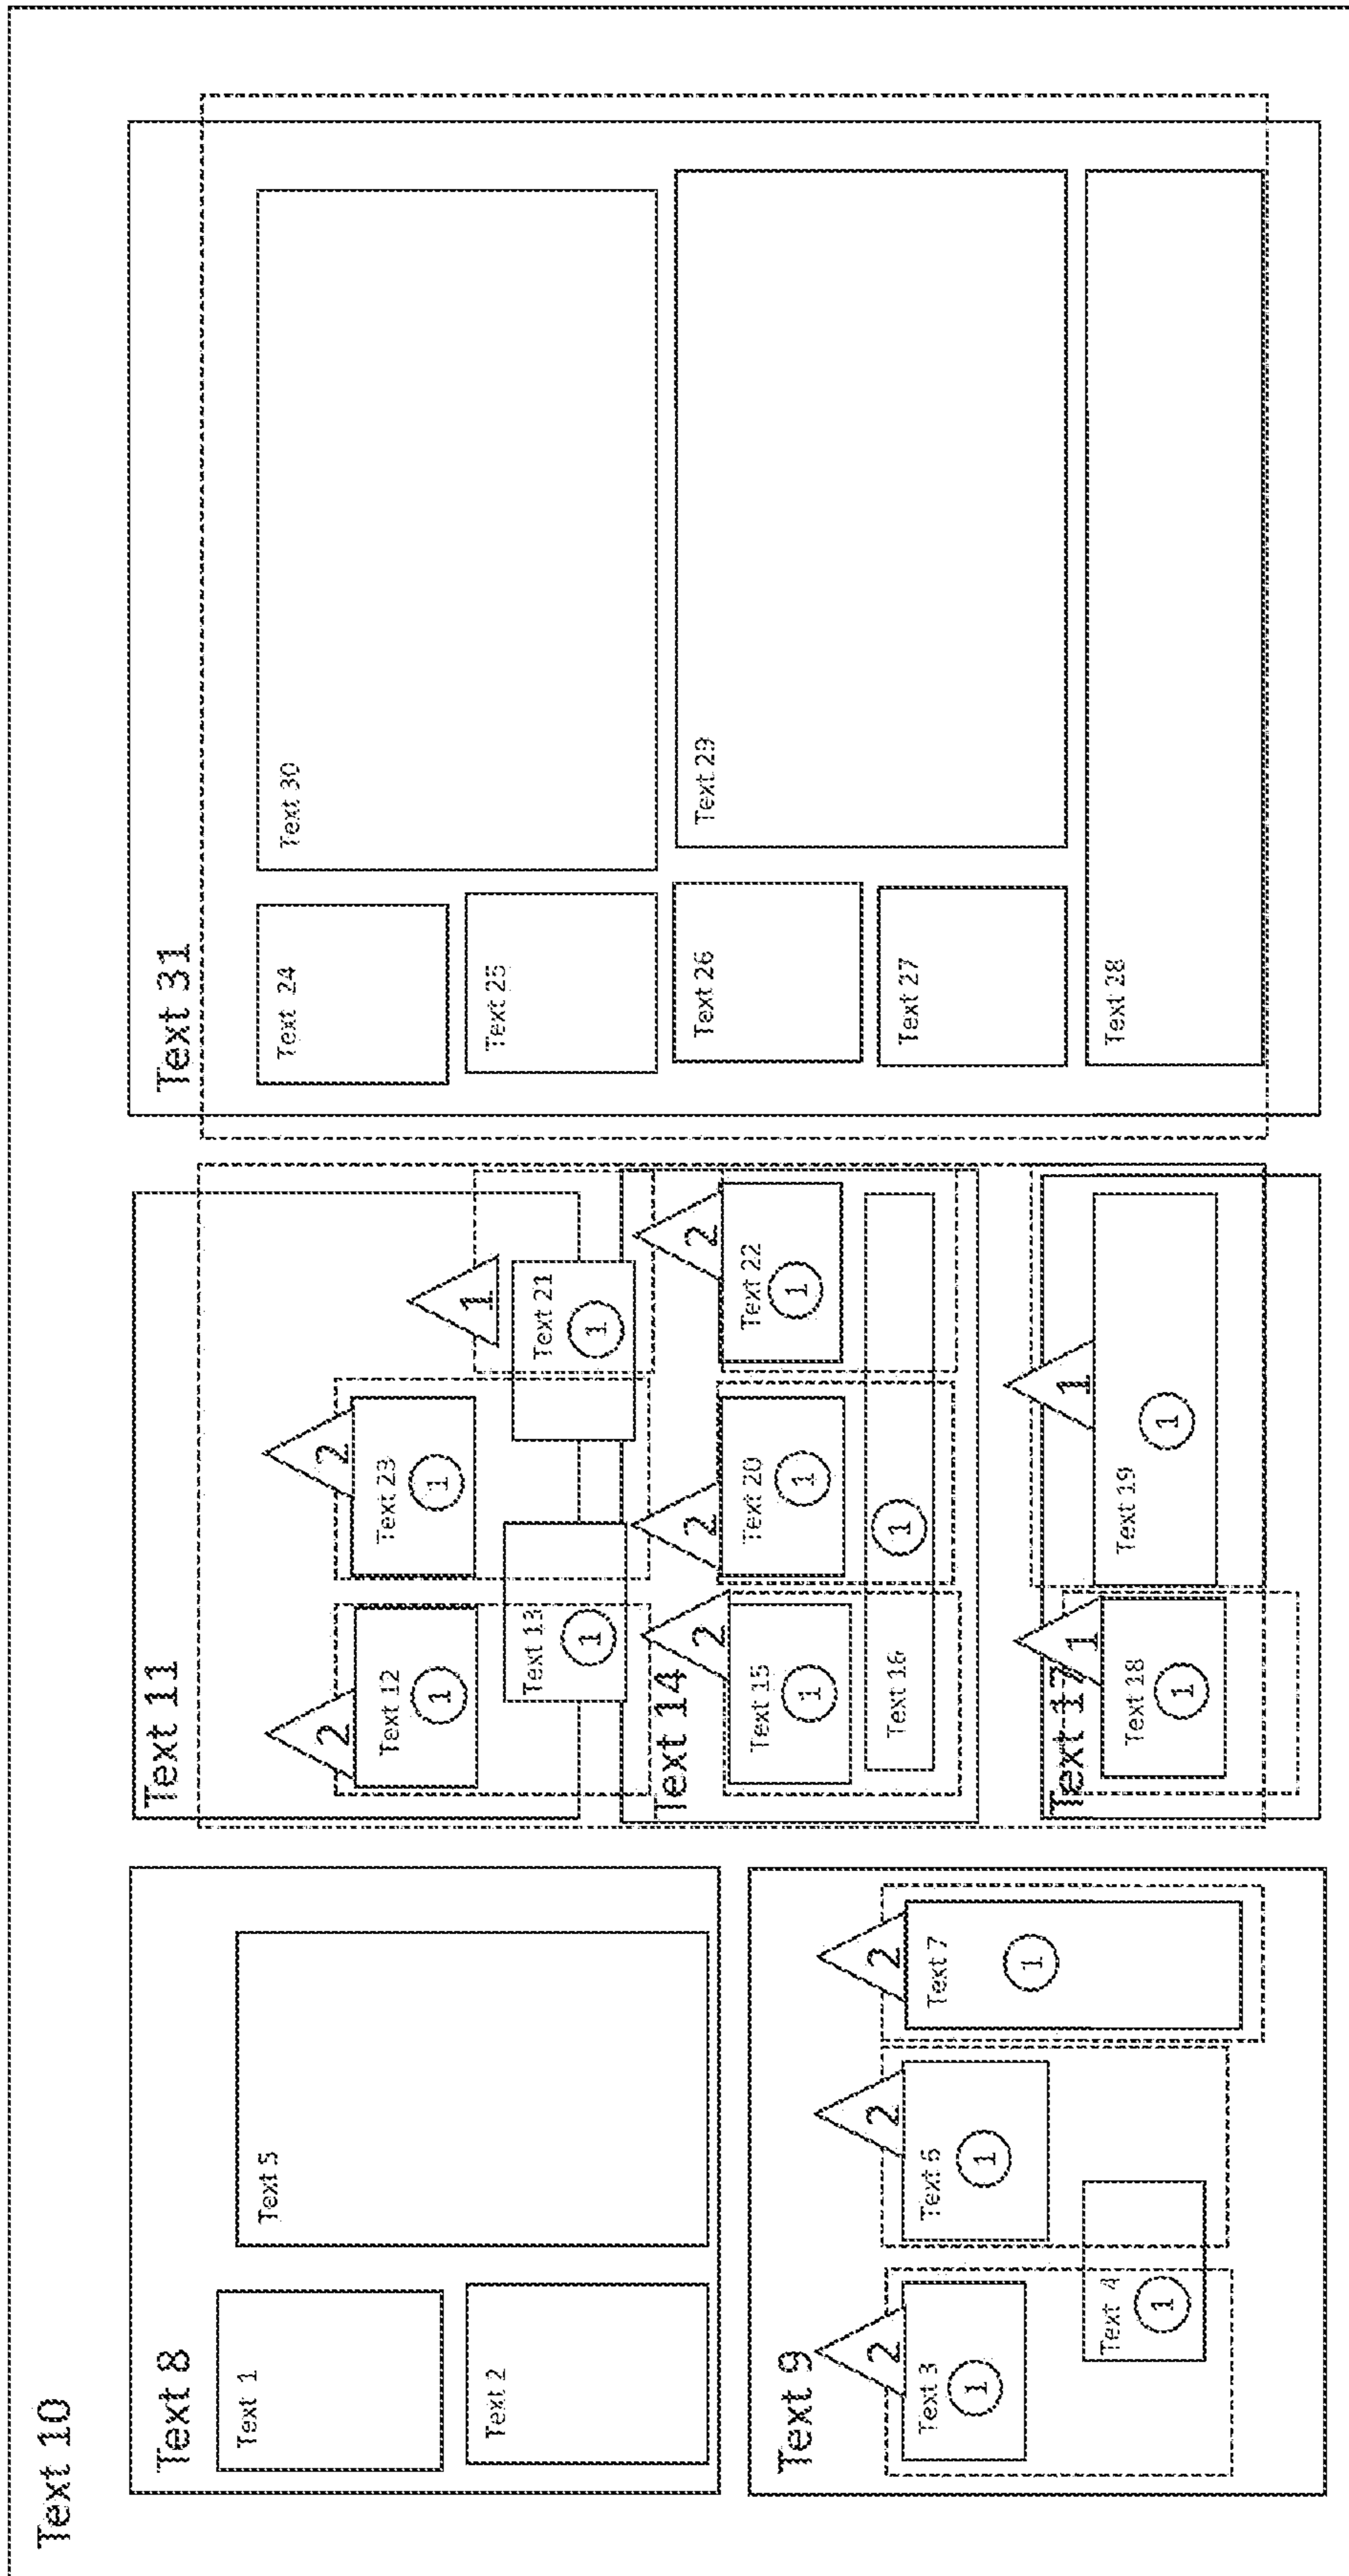 Text 10
Text 8
Text 1
Text 5
Text 2
Text 9
2
2
2
Text 3
1
Text 6
1
Text 7
1
Text 4
1
Text 11
2
2
Text 12
1
Text 23
1
1
Text 13
1
Text 21
1
Text 14
2
2
2
Text 15
1
Text 20
1
Text 22
1
Text 16
1
Text 17
1
1
Text 18
1
Text 19
1
Text 31
Text 24
Text 30
Text 25
Text 26
Text 29
Text 27
Text 28